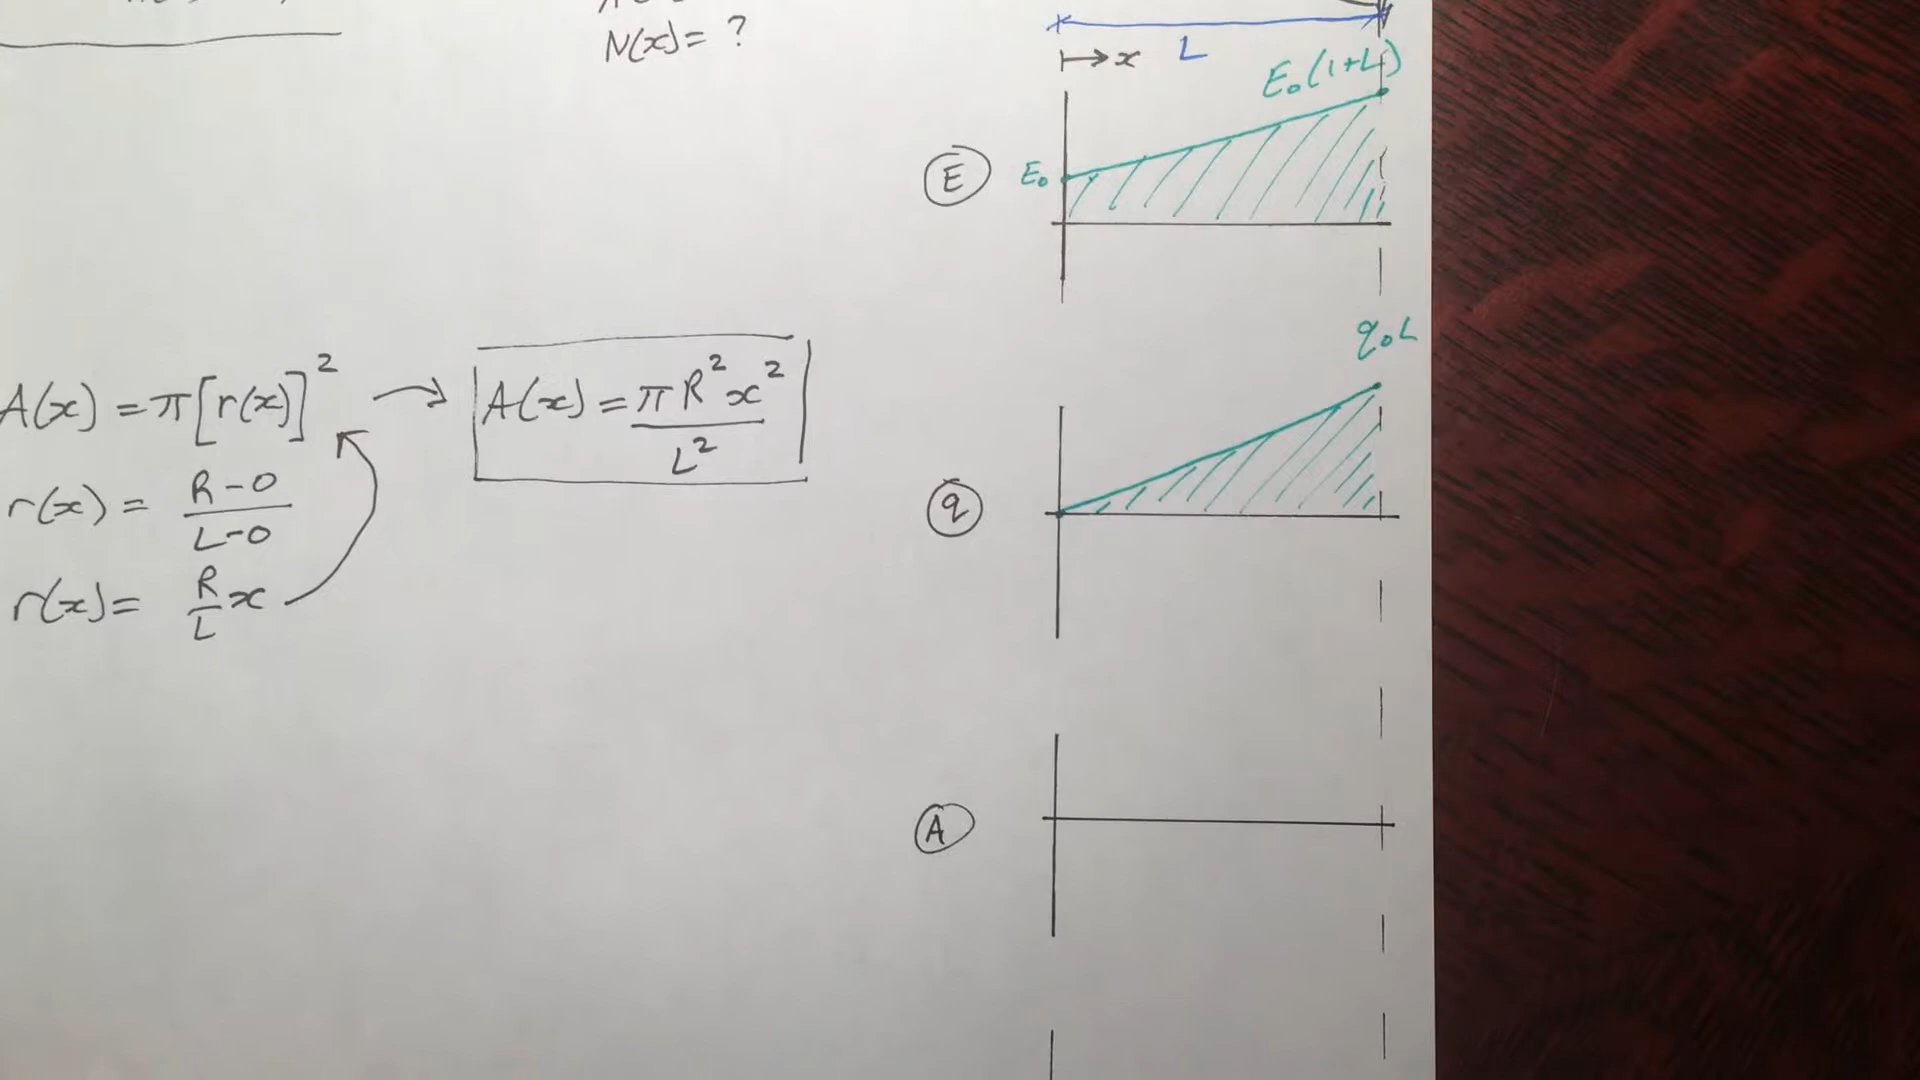 N(x) = ?
L
→ x
E₀(1+L)
E
E₀
q₀L
A(x) = π[r(x)]² → A(x) = πR²x² / L²
q
r(x) = R-0 / L-0
r(x) = R/L x
A